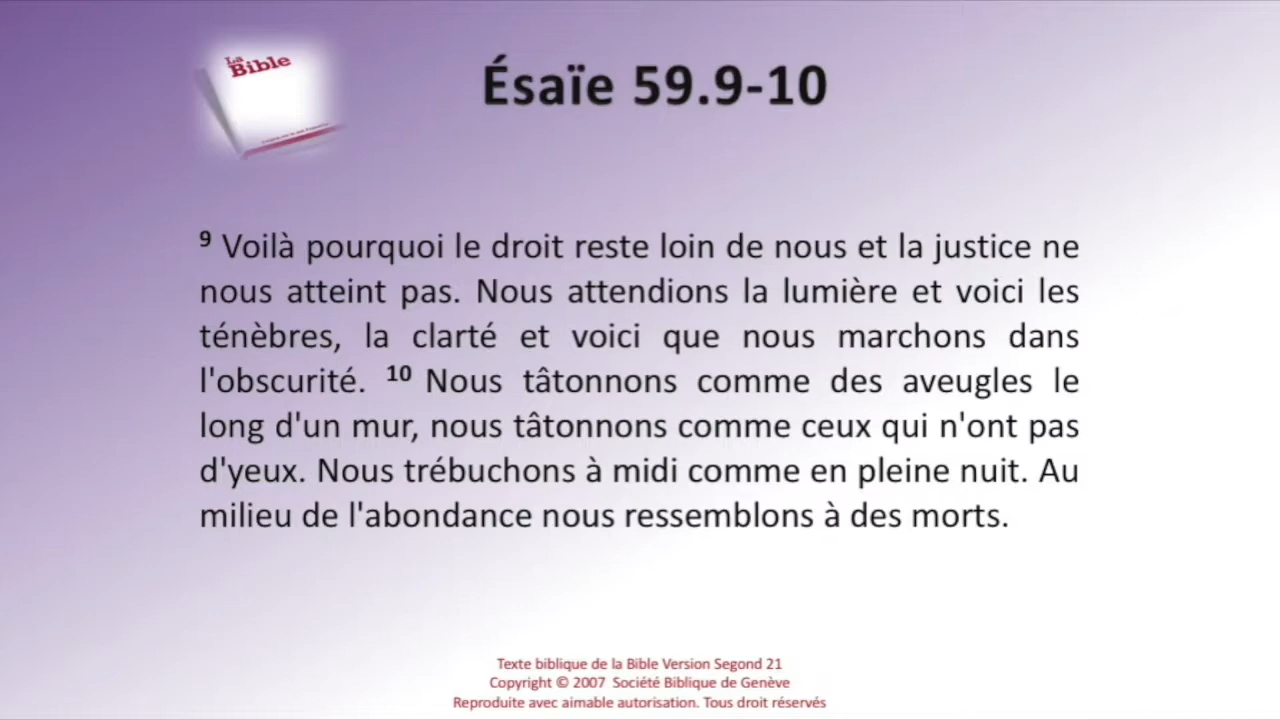 La
Bible
Ésaïe 59.9-10
9 Voilà pourquoi le droit reste loin de nous et la justice ne
nous atteint pas. Nous attendions la lumière et voici les
ténèbres, la clarté et voici que nous marchons dans
l'obscurité. 10 Nous tâtonnons comme des aveugles le
long d'un mur, nous tâtonnons comme ceux qui n'ont pas
d'yeux. Nous trébuchons à midi comme en pleine nuit. Au
milieu de l'abondance nous ressemblons à des morts.
Texte biblique de la Bible Version Segond 21
Copyright © 2007 Société Biblique de Genève
Reproduite avec aimable autorisation. Tous droit réservés